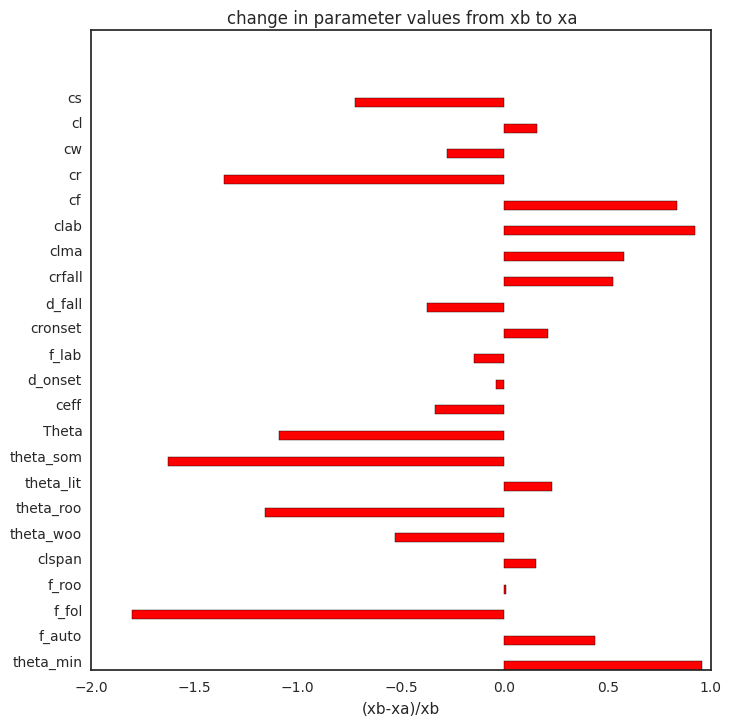 change in parameter values from xb to xa
cs
cl
cw
cr
cf
clab
clma
crfall
d_fall
cronset
f_lab
d_onset
ceff
Theta
theta_som
theta_lit
theta_roo
theta_woo
clspan
f_roo
f_fol
f_auto
theta_min
−2.0 −1.5 −1.0 −0.5 0.0 0.5 1.0
(xb-xa)/xb